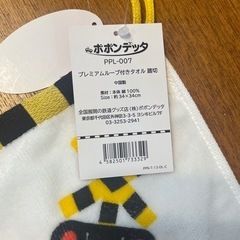 ポポンデッタ
PPL-007
プレミアムループ付きタオル 踏切
中国製
素材：本体 綿 100%
Size：約 34×34cm
全国展開の鉄道グッズ店(株)ポポンデッタ
東京都千代田区外神田3-3-5 ヨシヰビル7F
03-3253-2941
4 582501 733329